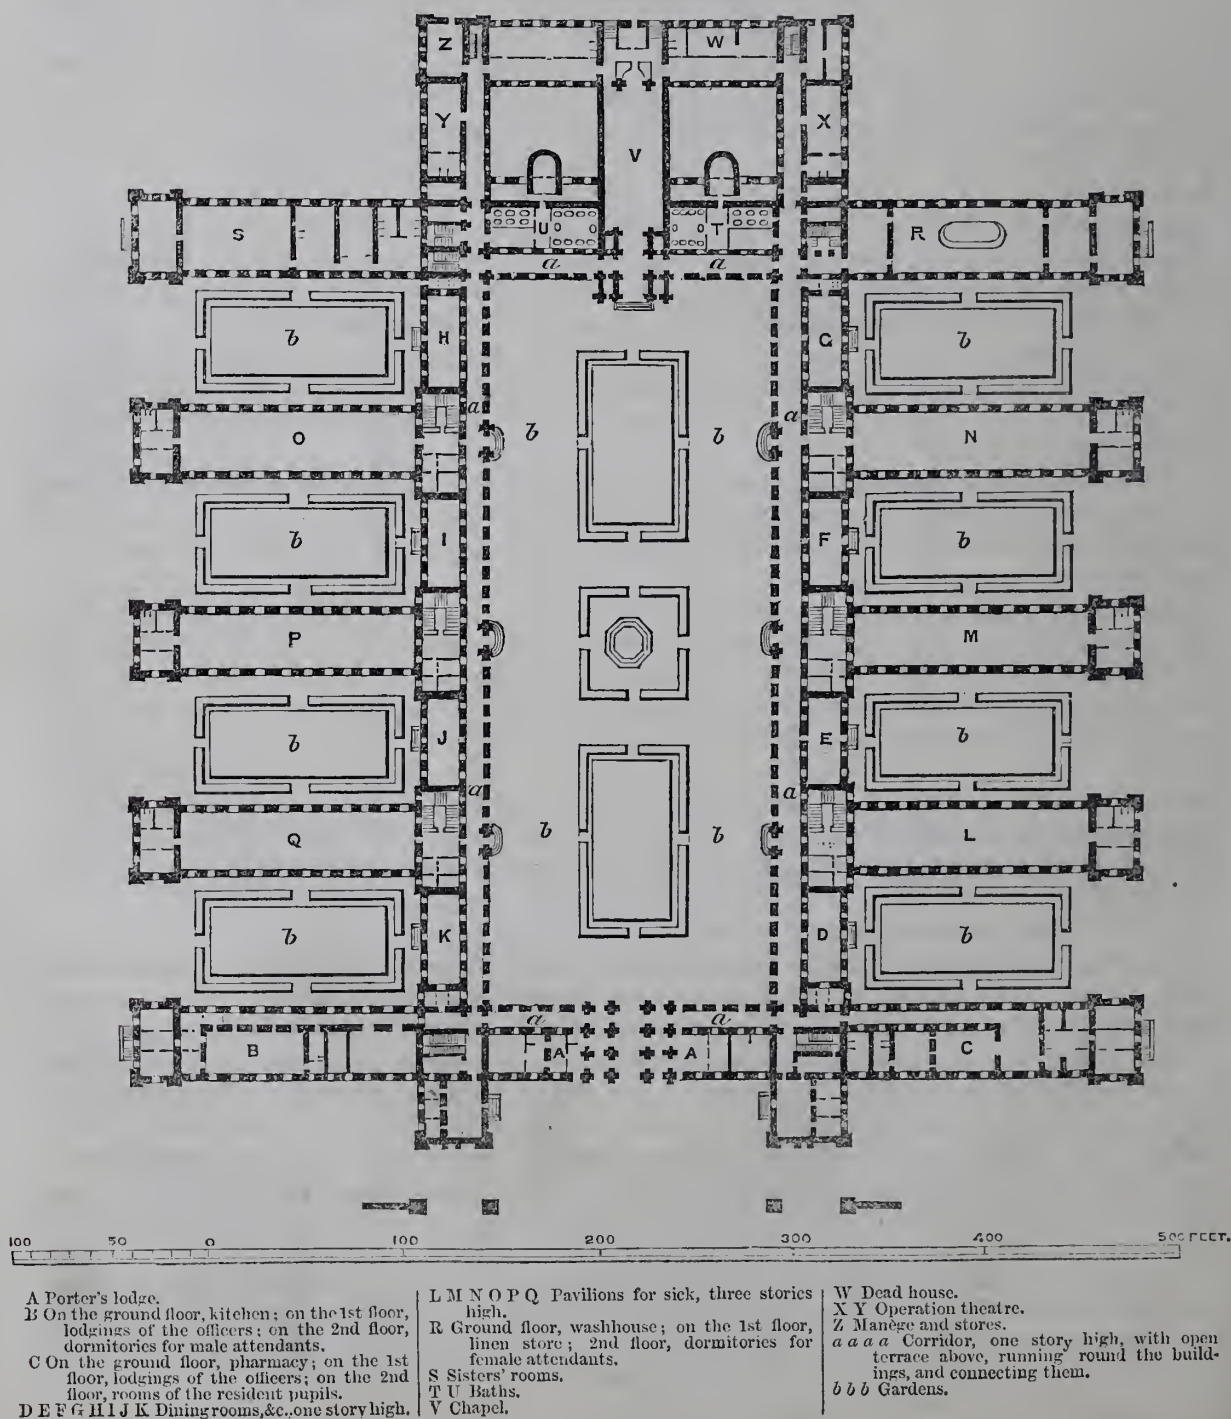 Z
W
Y
X
V
U
T
S
R
a a
H
b
b
G
a
a
O
b
b
N
I
b
b
F
P
M
J
b
b
E
a
a
Q
b
b
L
K
b
b
D
a
a
B
A
A
C
100 50 0 100 200 300 400 500 FEET.
A Porter's lodge.
B On the ground floor, kitchen; on the 1st floor,
lodgings of the officers; on the 2nd floor,
dormitories for male attendants.
C On the ground floor, pharmacy; on the 1st
floor, lodgings of the officers; on the 2nd
floor, rooms of the resident pupils.
D E F G H I J K Dining rooms, &c., one story high.
L M N O P Q Pavilions for sick, three stories
high.
R Ground floor, washhouse; on the 1st floor,
linen store; 2nd floor, dormitories for
female attendants.
S Sisters' rooms.
T U Baths.
V Chapel.
W Dead house.
X Y Operation theatre.
Z Manège and stores.
a a a a Corridor, one story high, with open
terrace above, running round the build-
ings, and connecting them.
b b b Gardens.